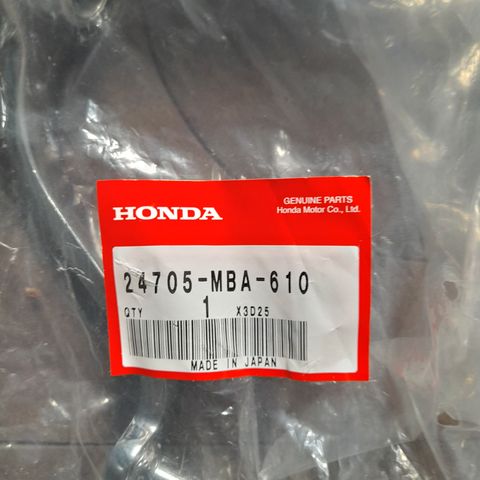 HONDA
GENUINE PARTS
Honda Motor Co., Ltd.
24705-MBA-610
QTY 1 X3D25
MADE IN JAPAN